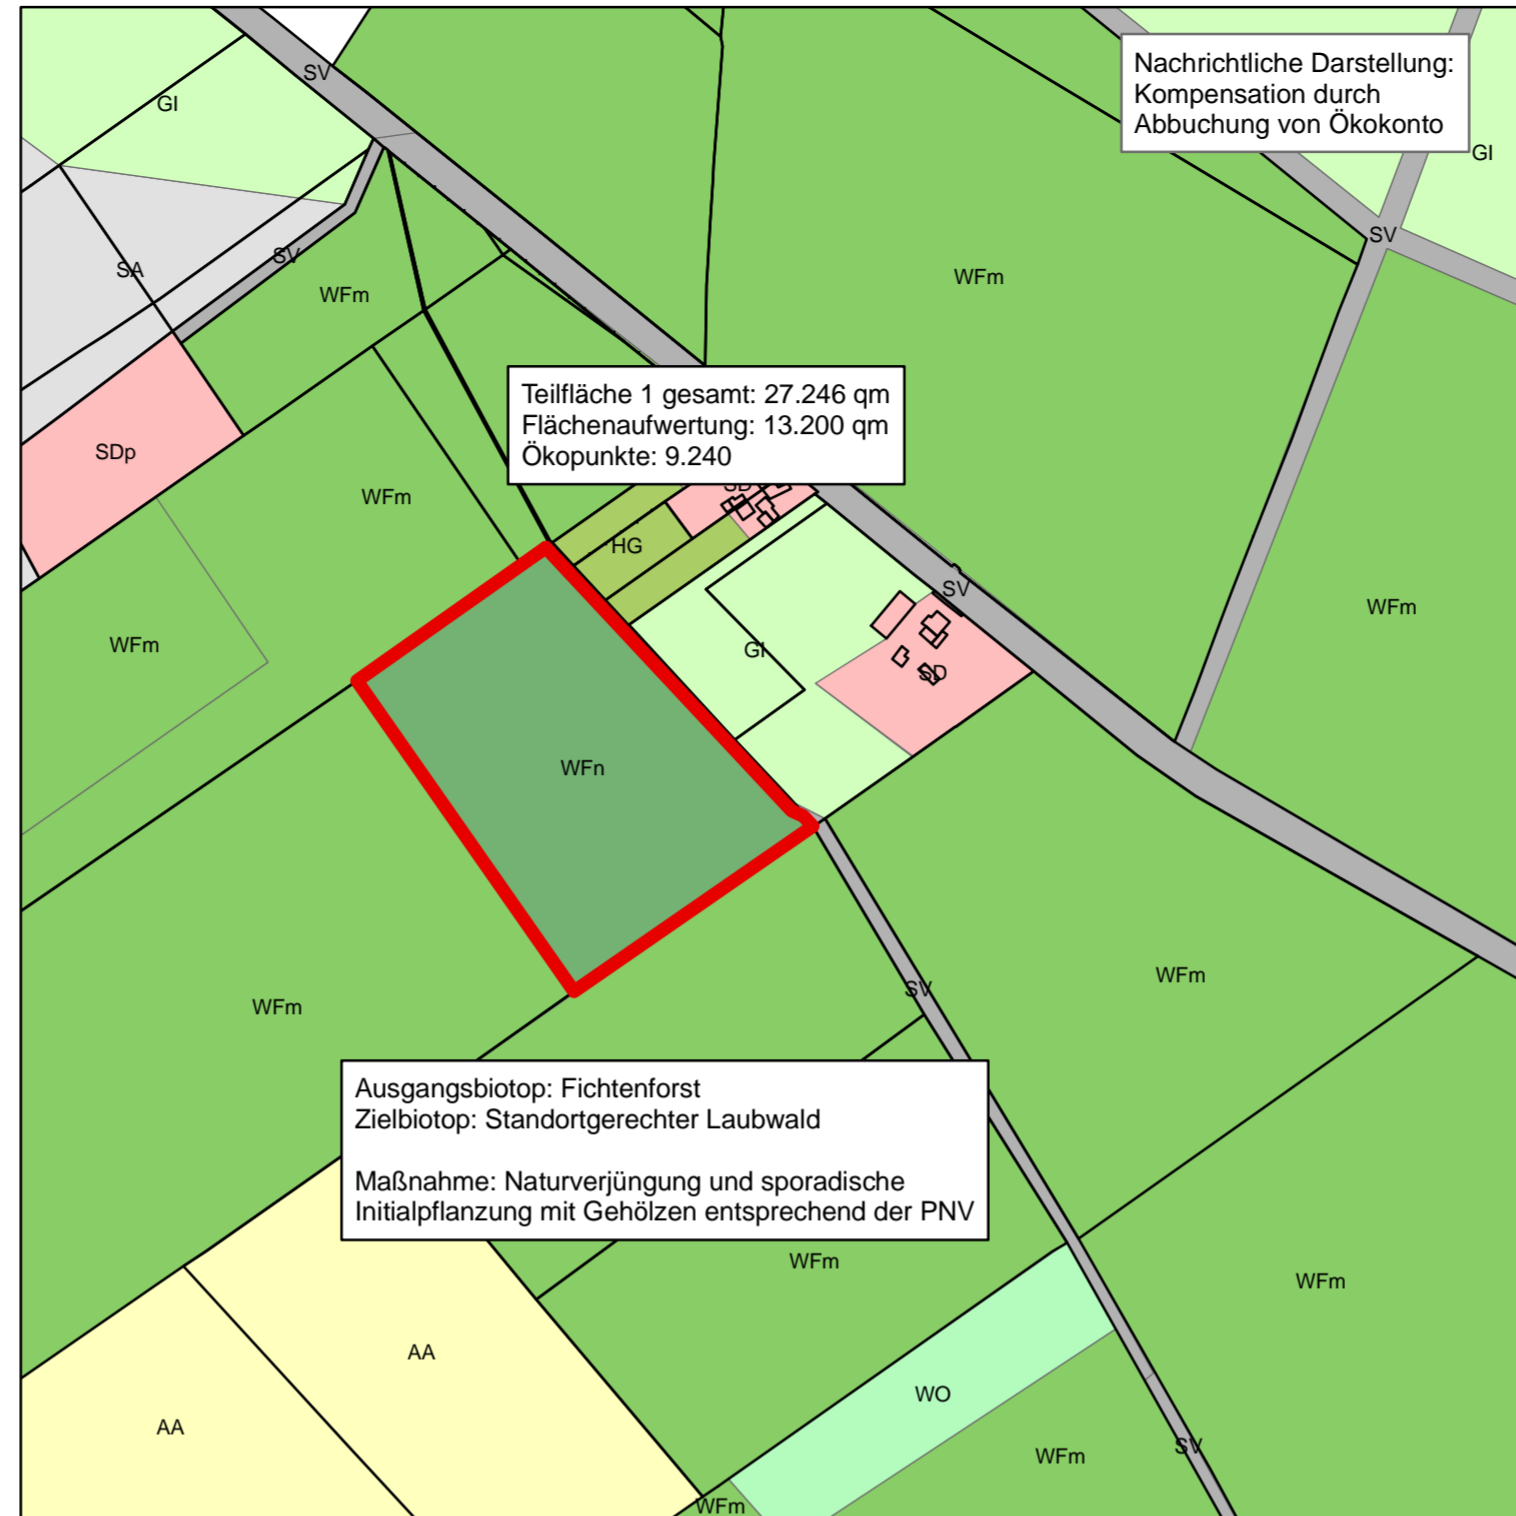 Nachrichtliche Darstellung:
Kompensation durch
Abbuchung von Ökokonto
SV
GI
GI
SV
SA
SV
WFm
WFm
Teilfläche 1 gesamt: 27.246 qm
Flächenaufwertung: 13.200 qm
Ökopunkte: 9.240
SDp
WFm
SD
HG
SV
WFm
WFm
GI
SD
WFn
WFm
SV
WFm
Ausgangsbiotop: Fichtenforst
Zielbiotop: Standortgerechter Laubwald
Maßnahme: Naturverjüngung und sporadische
Initialpflanzung mit Gehölzen entsprechend der PNV
WFm
WFm
AA
WO
AA
SV
WFm
WFm